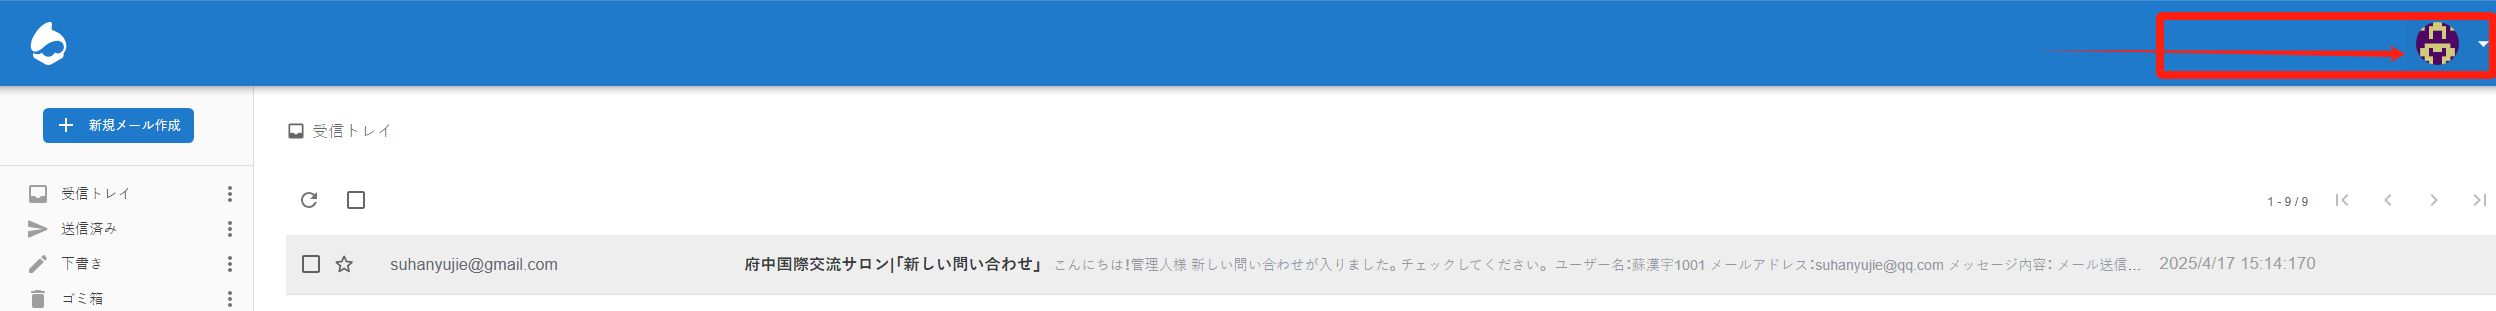 新規メール作成
受信トレイ
受信トレイ
送信済み
下書き
ゴミ箱
1 - 9 / 9
suhanyujie@gmail.com 府中国際交流サロン|「新しい問い合わせ」 こんにちは!管理人様 新しい問い合わせが入りました。チェックしてください。 ユーザー名:蘇漢宇1001 メールアドレス:suhanyujie@qq.com メッセージ内容: メール送信... 2025/4/17 15:14:170